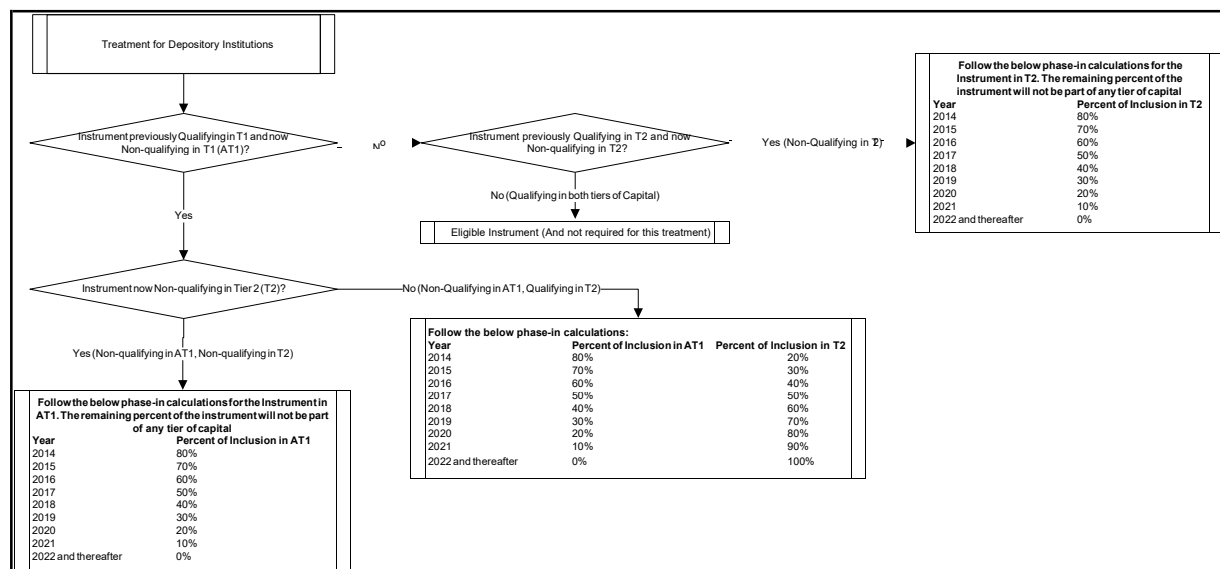 Treatment for Depository Institutions
Instrument previously Qualifying in T1 and now
Non-qualifying in T1 (AT1)?
No
Instrument previously Qualifying in T2 and now
Non-qualifying in T2?
Yes (Non-Qualifying in T2)
Follow the below phase-in calculations for the
Instrument in T2. The remaining percent of the
instrument will not be part of any tier of capital
Year Percent of Inclusion in T2
2014 80%
2015 70%
2016 60%
2017 50%
2018 40%
2019 30%
2020 20%
2021 10%
2022 and thereafter 0%
No (Qualifying in both tiers of Capital)
Eligible Instrument (And not required for this treatment)
Yes
Instrument now Non-qualifying in Tier 2 (T2)?
No (Non-Qualifying in AT1, Qualifying in T2)
Follow the below phase-in calculations:
Year Percent of Inclusion in AT1 Percent of Inclusion in T2
2014 80% 20%
2015 70% 30%
2016 60% 40%
2017 50% 50%
2018 40% 60%
2019 30% 70%
2020 20% 80%
2021 10% 90%
2022 and thereafter 0% 100%
Yes (Non-qualifying in AT1, Non-qualifying in T2)
Follow the below phase-in calculations for the Instrument in
AT1. The remaining percent of the instrument will not be part
of any tier of capital
Year Percent of Inclusion in AT1
2014 80%
2015 70%
2016 60%
2017 50%
2018 40%
2019 30%
2020 20%
2021 10%
2022 and thereafter 0%